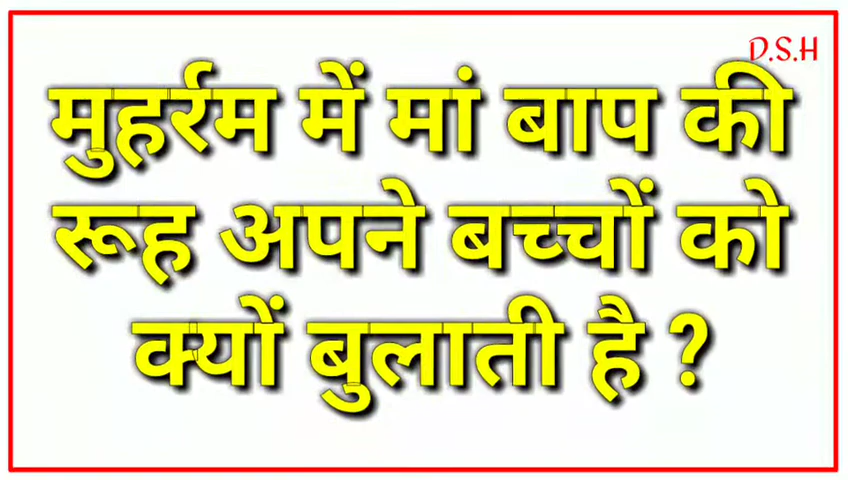 D.S.H
मुहर्रम में मां बाप की
रूह अपने बच्चों को
क्यों बुलाती है ?